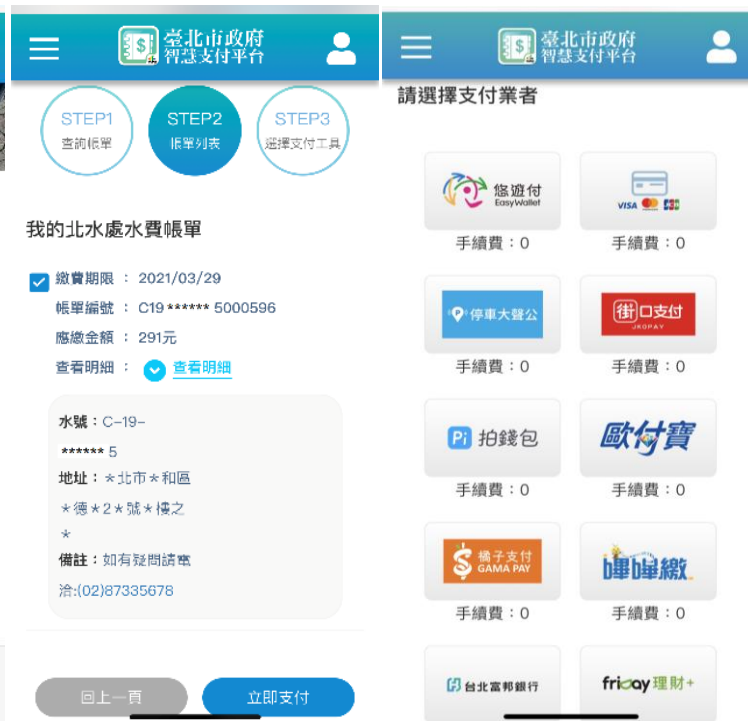 臺北市政府
智慧支付平台
STEP1
查詢帳單
STEP2
帳單列表
STEP3
選擇支付工具
我的北水處水費帳單
繳費期限 : 2021/03/29
帳單編號 : C19 ****** 5000596
應繳金額 : 291元
查看明細 : 查看明細
水號:C-19-
****** 5
地址:*北市*和區
*德*2*號*樓之
*
備註:如有疑問請電
洽:(02)87335678
回上一頁
立即支付
臺北市政府
智慧支付平台
請選擇支付業者
悠遊付
EasyWallet
手續費:0
VISA
JCB
手續費:0
停車大聲公
手續費:0
街口支付
JKOPAY
手續費:0
Pi 拍錢包
手續費:0
歐付寶
手續費:0
橘子支付
GAMA PAY
手續費:0
嗶嗶繳
手續費:0
台北富邦銀行
friday理財+